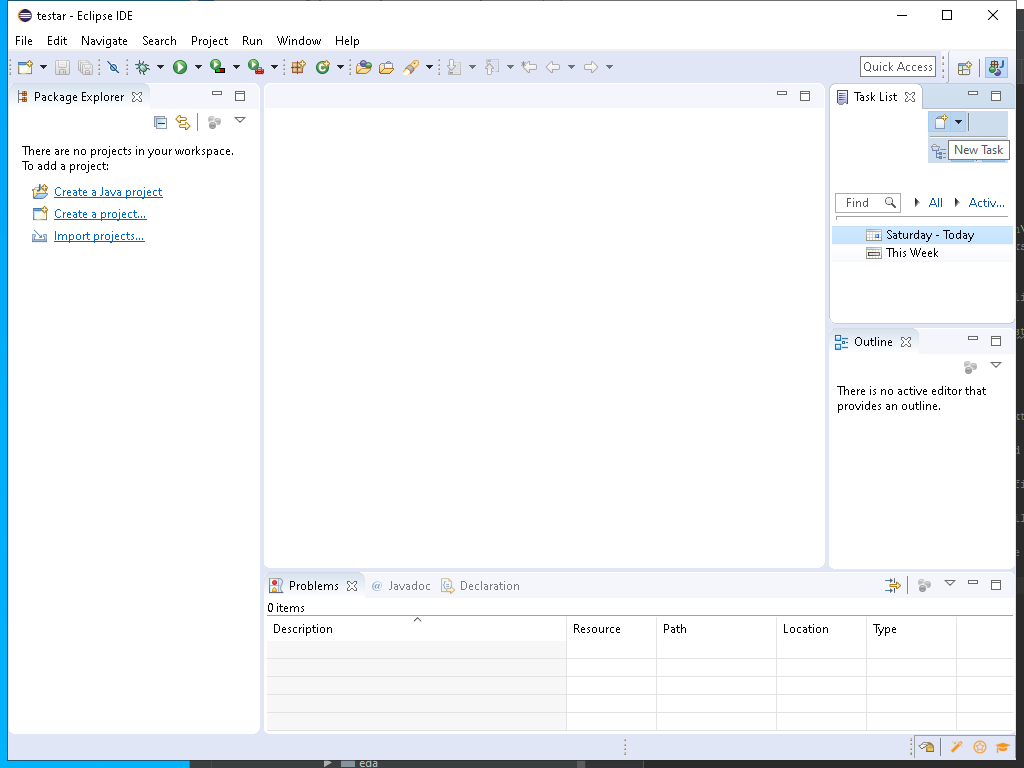 testar - Eclipse IDE
File Edit Navigate Search Project Run Window Help
Quick Access
Package Explorer
Task List
New Task
There are no projects in your workspace.
To add a project:
Create a Java project
Create a project...
Import projects...
Find All Activ...
Saturday - Today
This Week
Outline
There is no active editor that
provides an outline.
Problems @ Javadoc Declaration
0 items
Description Resource Path Location Type
eda